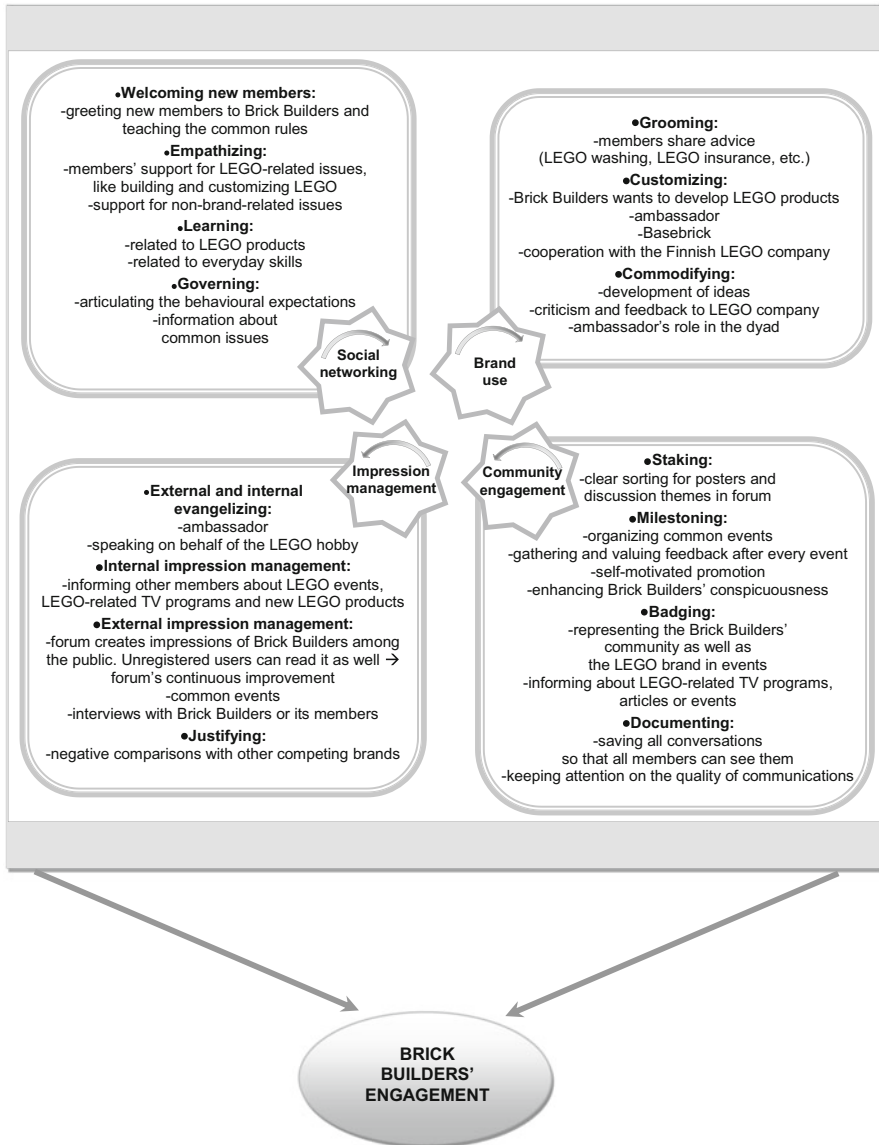 •Welcoming new members:
-greeting new members to Brick Builders and
teaching the common rules
•Empathizing:
-members' support for LEGO-related issues,
like building and customizing LEGO
-support for non-brand-related issues
•Learning:
-related to LEGO products
-related to everyday skills
•Governing:
-articulating the behavioural expectations
-information about
common issues
Social
networking
•Grooming:
-members share advice
(LEGO washing, LEGO insurance, etc.)
•Customizing:
-Brick Builders wants to develop LEGO products
-ambassador
-Basebrick
-cooperation with the Finnish LEGO company
•Commodifying:
-development of ideas
-criticism and feedback to LEGO company
-ambassador's role in the dyad
Brand
use
Impression
management
•External and internal
evangelizing:
-ambassador
-speaking on behalf of the LEGO hobby
•Internal impression management:
-informing other members about LEGO events,
LEGO-related TV programs and new LEGO products
•External impression management:
-forum creates impressions of Brick Builders among
the public. Unregistered users can read it as well →
forum's continuous improvement
-common events
-interviews with Brick Builders or its members
•Justifying:
-negative comparisons with other competing brands
Community
engagement
•Staking:
-clear sorting for posters and
discussion themes in forum
•Milestoning:
-organizing common events
-gathering and valuing feedback after every event
-self-motivated promotion
-enhancing Brick Builders' conspicuousness
•Badging:
-representing the Brick Builders'
community as well as
the LEGO brand in events
-informing about LEGO-related TV programs,
articles or events
•Documenting:
-saving all conversations
so that all members can see them
-keeping attention on the quality of communications
BRICK
BUILDERS'
ENGAGEMENT